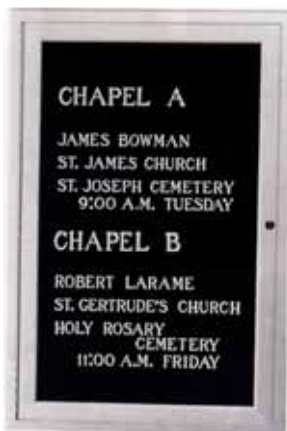 CHAPEL A
JAMES BOWMAN
ST. JAMES CHURCH
ST. JOSEPH CEMETERY
9:00 A.M. TUESDAY
CHAPEL B
ROBERT LARAME
ST. GERTRUDE'S CHURCH
HOLY ROSARY
CEMETERY
11:00 A.M. FRIDAY